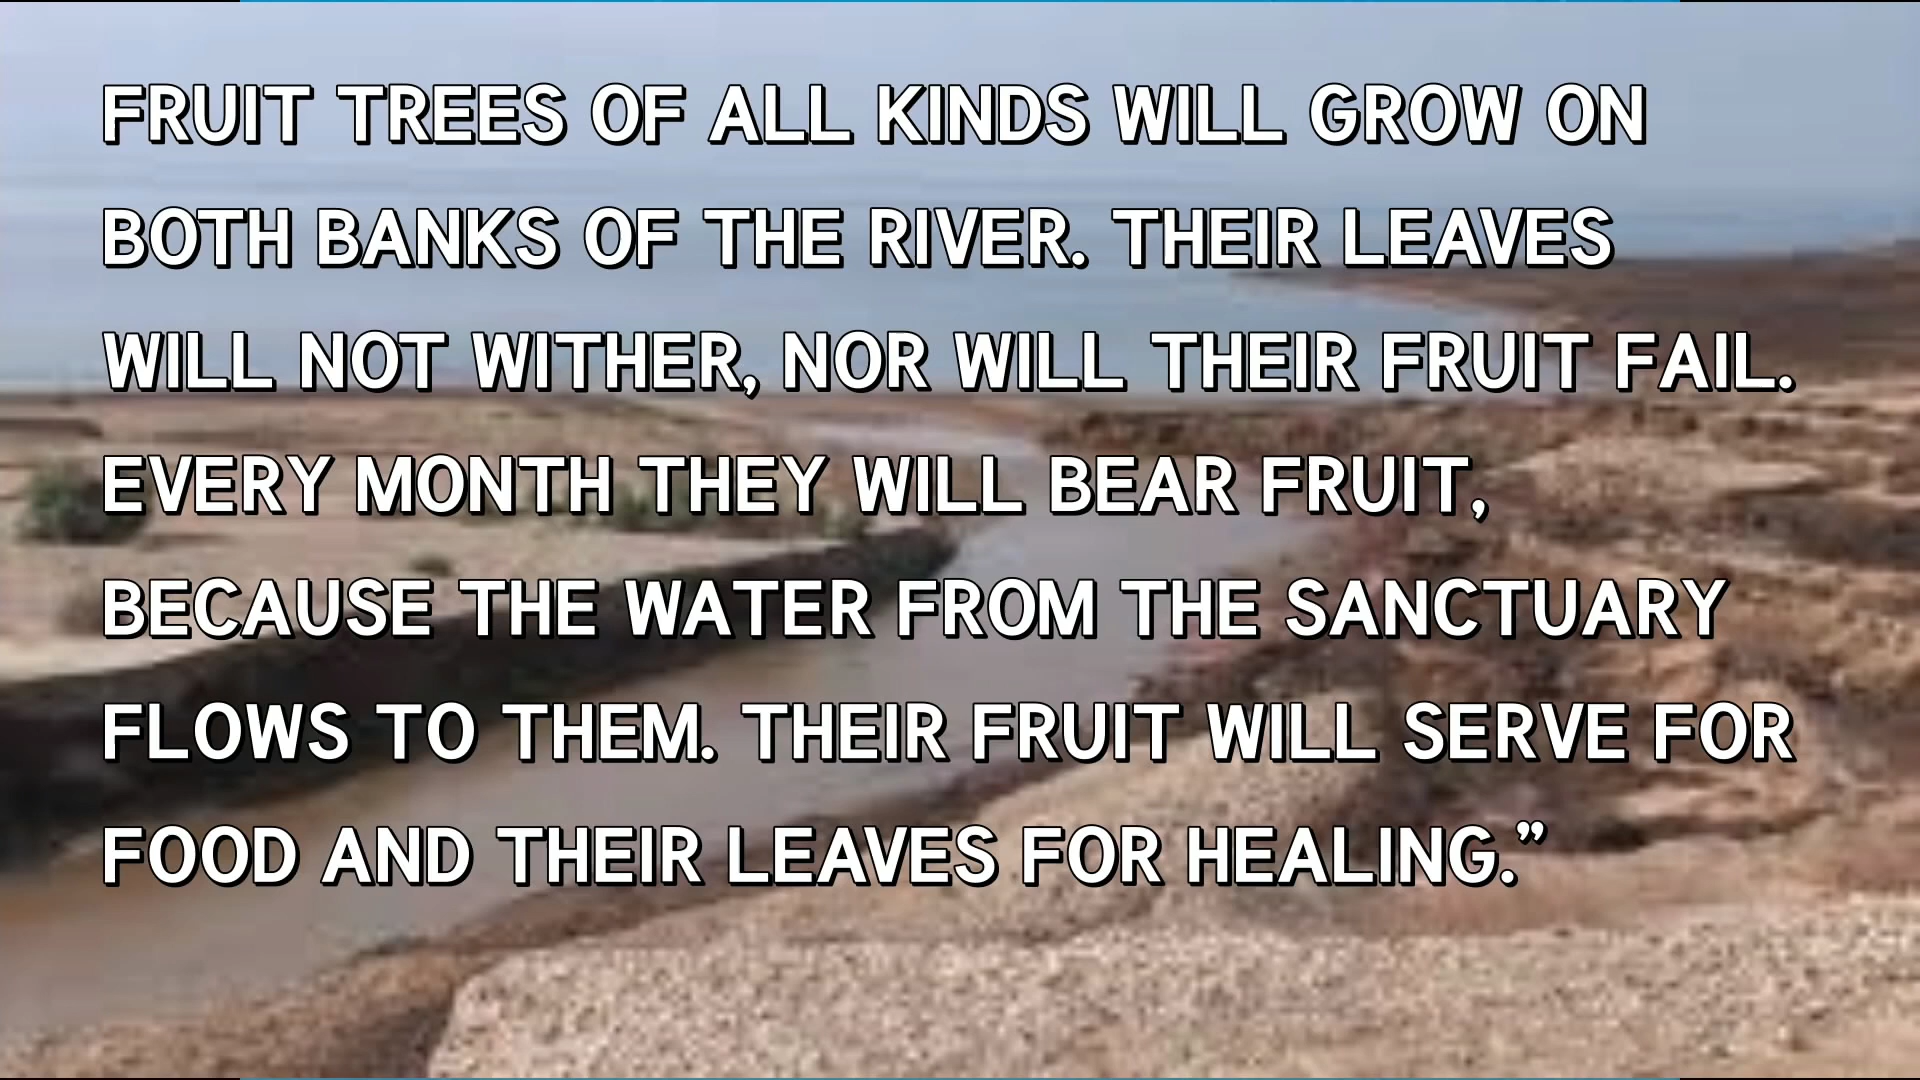 FRUIT TREES OF ALL KINDS WILL GROW ON
BOTH BANKS OF THE RIVER. THEIR LEAVES
WILL NOT WITHER, NOR WILL THEIR FRUIT FAIL.
EVERY MONTH THEY WILL BEAR FRUIT,
BECAUSE THE WATER FROM THE SANCTUARY
FLOWS TO THEM. THEIR FRUIT WILL SERVE FOR
FOOD AND THEIR LEAVES FOR HEALING.”